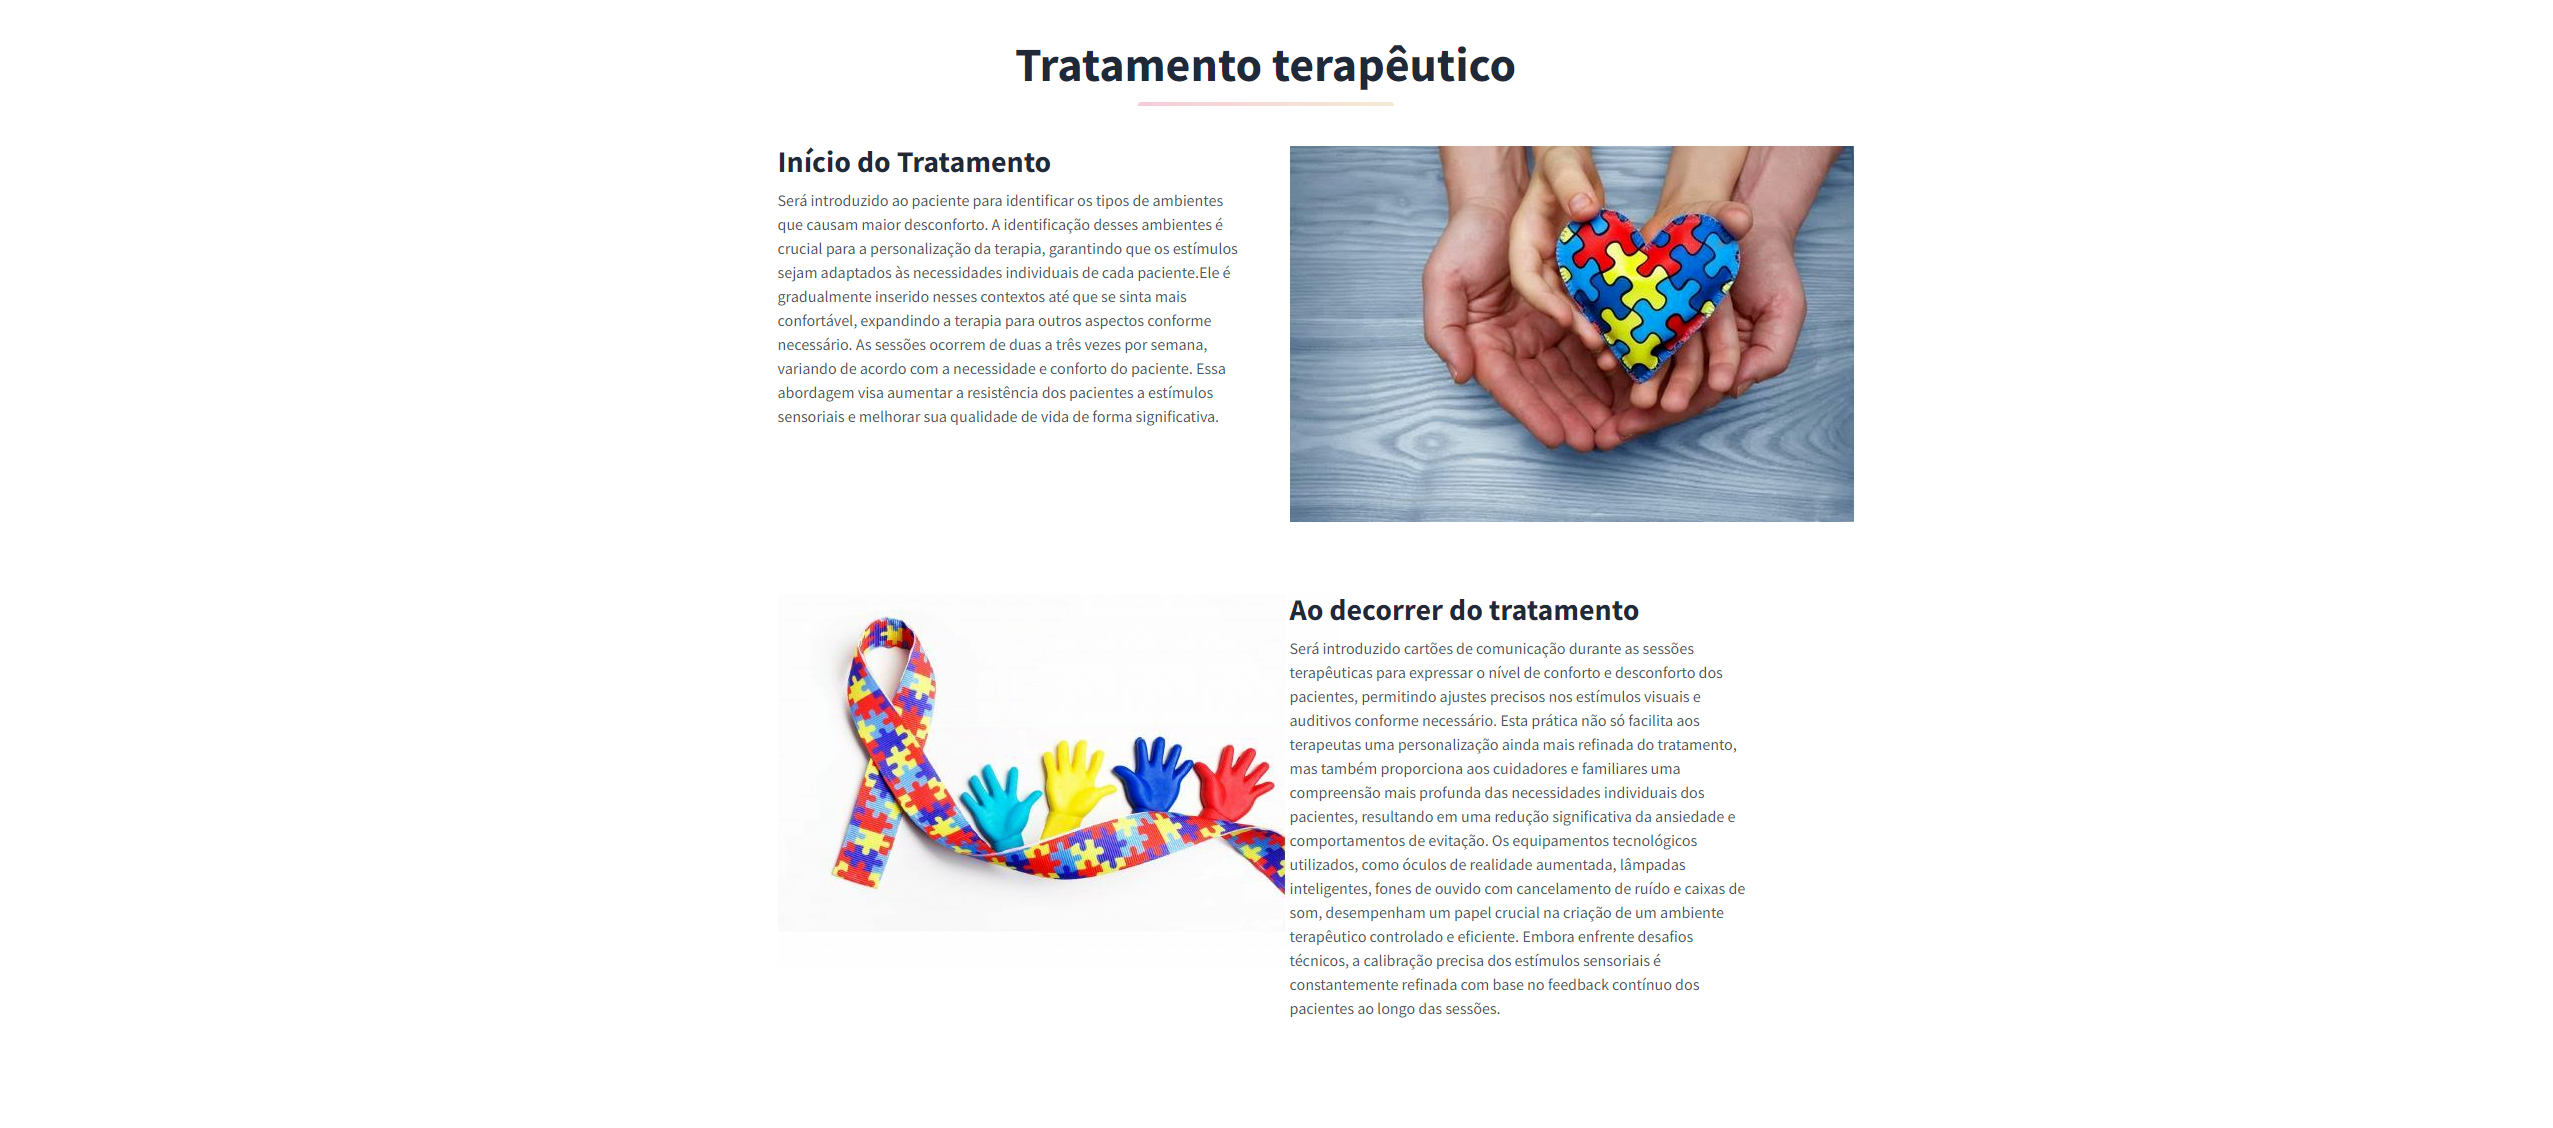 Tratamento terapêutico
Início do Tratamento
Será introduzido ao paciente para identificar os tipos de ambientes
que causam maior desconforto. A identificação desses ambientes é
crucial para a personalização da terapia, garantindo que os estímulos
sejam adaptados às necessidades individuais de cada paciente.Ele é
gradualmente inserido nesses contextos até que se sinta mais
confortável, expandindo a terapia para outros aspectos conforme
necessário. As sessões ocorrem de duas a três vezes por semana,
variando de acordo com a necessidade e conforto do paciente. Essa
abordagem visa aumentar a resistência dos pacientes a estímulos
sensoriais e melhorar sua qualidade de vida de forma significativa.
Ao decorrer do tratamento
Será introduzido cartões de comunicação durante as sessões
terapêuticas para expressar o nível de conforto e desconforto dos
pacientes, permitindo ajustes precisos nos estímulos visuais e
auditivos conforme necessário. Esta prática não só facilita aos
terapeutas uma personalização ainda mais refinada do tratamento,
mas também proporciona aos cuidadores e familiares uma
compreensão mais profunda das necessidades individuais dos
pacientes, resultando em uma redução significativa da ansiedade e
comportamentos de evitação. Os equipamentos tecnológicos
utilizados, como óculos de realidade aumentada, lâmpadas
inteligentes, fones de ouvido com cancelamento de ruído e caixas de
som, desempenham um papel crucial na criação de um ambiente
terapêutico controlado e eficiente. Embora enfrente desafios
técnicos, a calibração precisa dos estímulos sensoriais é
constantemente refinada com base no feedback contínuo dos
pacientes ao longo das sessões.